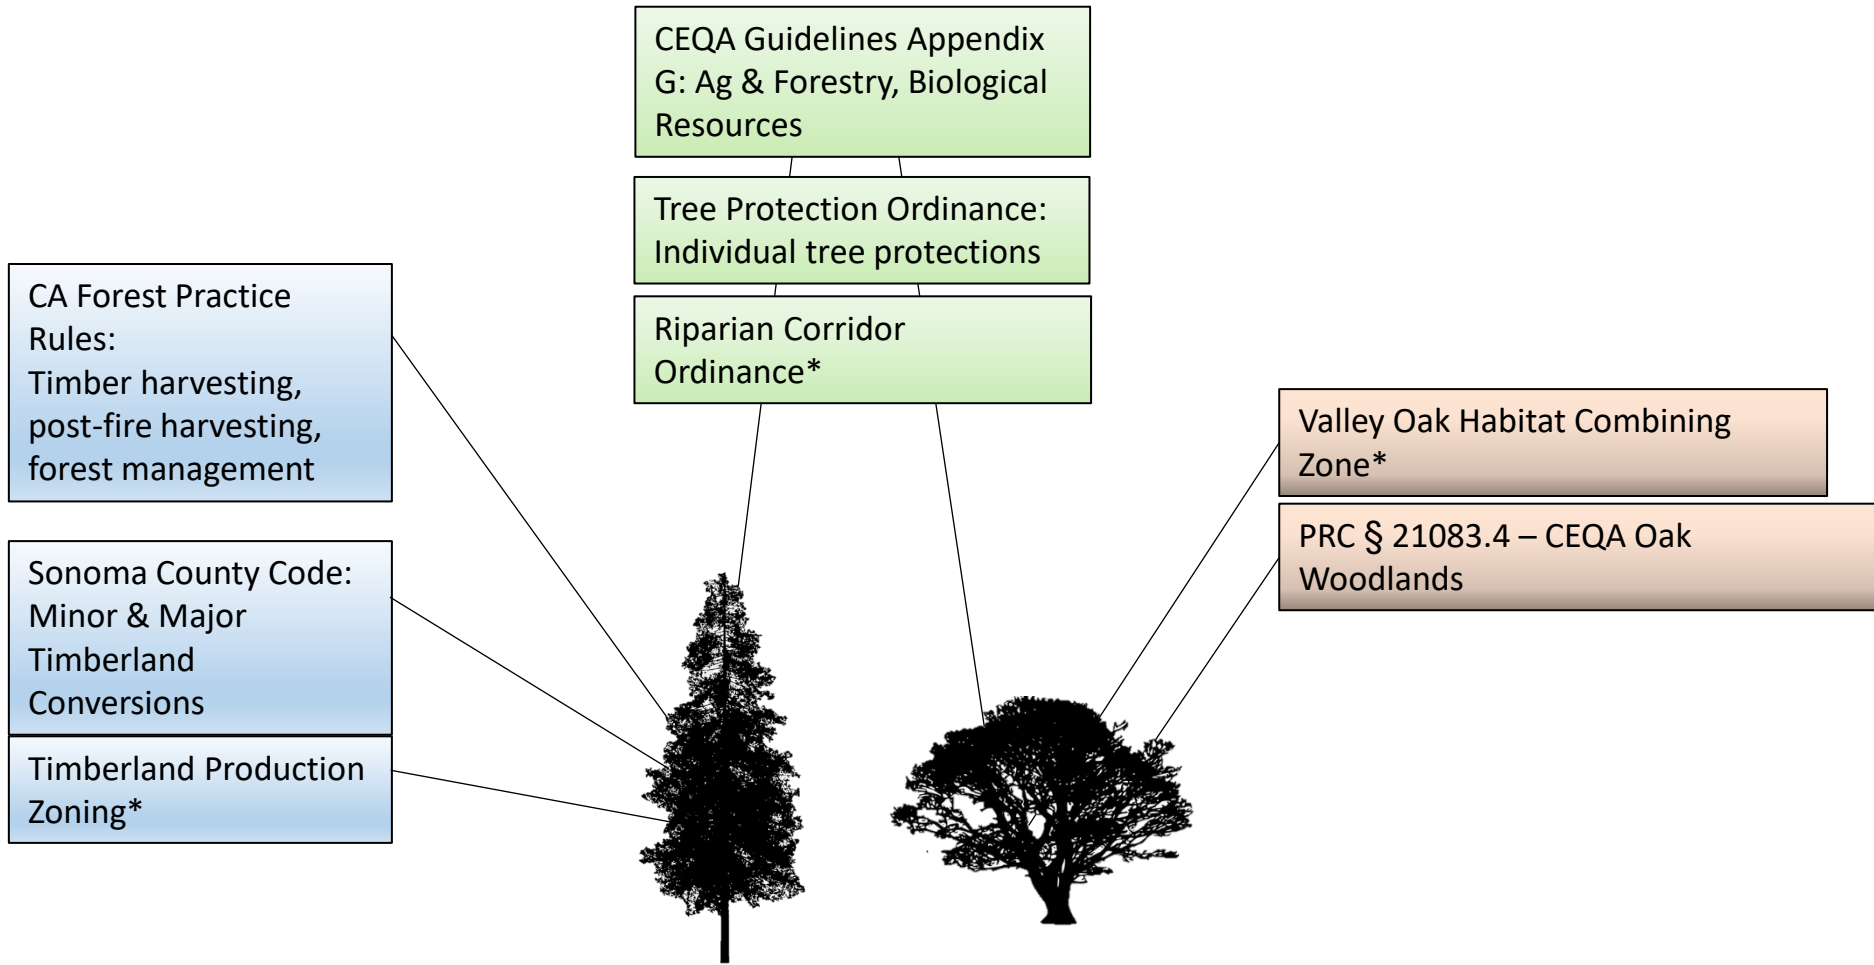 CEQA Guidelines Appendix
G: Ag & Forestry, Biological
Resources
Tree Protection Ordinance:
Individual tree protections
Riparian Corridor
Ordinance*
CA Forest Practice
Rules:
Timber harvesting,
post-fire harvesting,
forest management
Sonoma County Code:
Minor & Major
Timberland
Conversions
Timberland Production
Zoning*
Valley Oak Habitat Combining
Zone*
PRC § 21083.4 – CEQA Oak
Woodlands